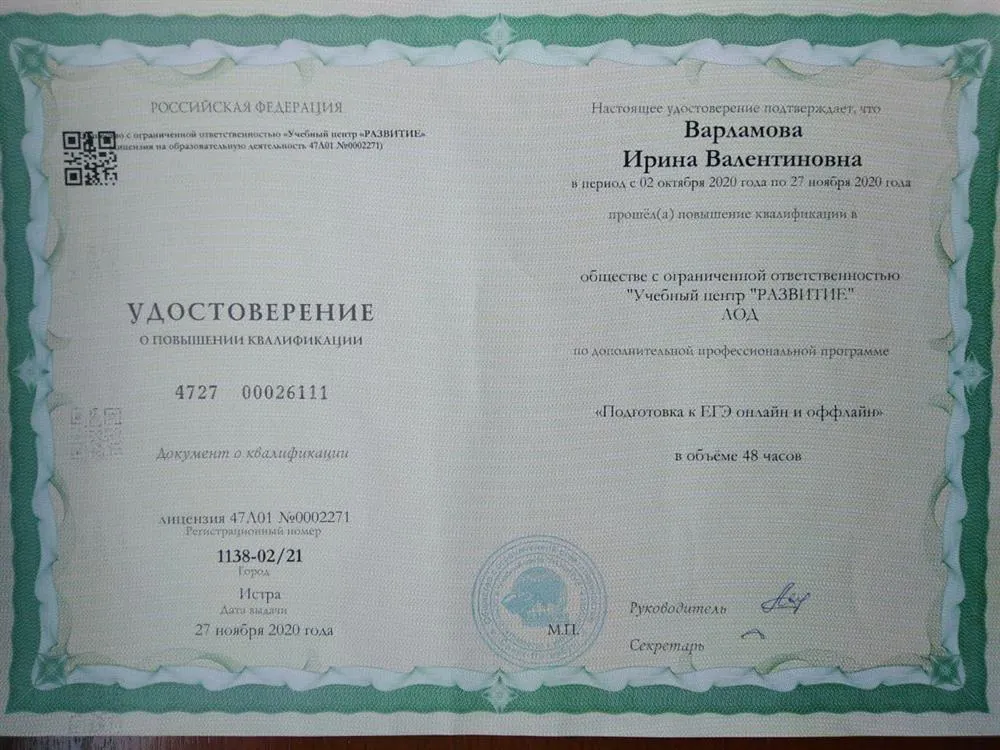 РОССИЙСКАЯ ФЕДЕРАЦИЯ
с ограниченной ответственностью «Учебный центр «РАЗВИТИЕ»
на образовательную деятельность 47Л01 №0002271)
УДОСТОВЕРЕНИЕ
О ПОВЫШЕНИИ КВАЛИФИКАЦИИ
4727 00026111
Документ о квалификации
лицензия 47Л01 №0002271
Регистрационный номер
1138-02/21
Город
Истра
Дата выдачи
27 ноября 2020 года
Настоящее удостоверение подтверждает, что
Варламова
Ирина Валентиновна
в период с 02 октября 2020 года по 27 ноября 2020 года
прошёл(а) повышение квалификации в
обществе с ограниченной ответственностью
"Учебный центр "РАЗВИТИЕ"
ЛОД
по дополнительной профессиональной программе
«Подготовка к ЕГЭ онлайн и оффлайн»
в объёме 48 часов
М.П.
Руководитель
Секретарь